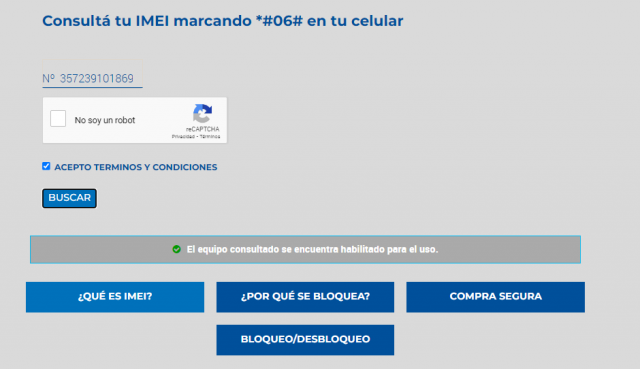 Consultá tu IMEI marcando *#06# en tu celular
Nº 357239101869
No soy un robot
reCAPTCHA
Privacidad - Términos
ACEPTO TERMINOS Y CONDICIONES
BUSCAR
El equipo consultado se encuentra habilitado para el uso.
¿QUÉ ES IMEI?
¿POR QUÉ SE BLOQUEA?
COMPRA SEGURA
BLOQUEO/DESBLOQUEO